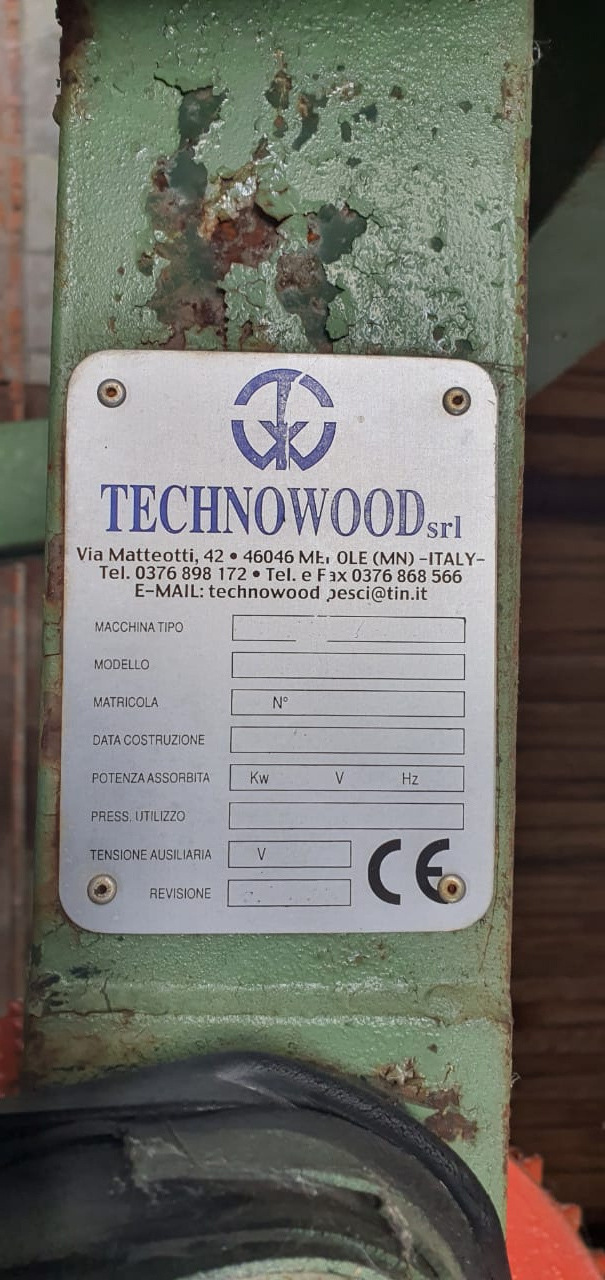 TECHNOWOOD srl
Via Matteotti, 42 • 46046 (MN) -ITALY-
Tel. 0376 898 172 • Tel. e Fax 0376 868 566
E-MAIL: technowood pesci@tin.it
MACCHINA TIPO
MODELLO
MATRICOLA N°
DATA COSTRUZIONE
POTENZA ASSORBITA Kw V Hz
PRESS. UTILIZZO
TENSIONE AUSILIARIA V
REVISIONE
CE